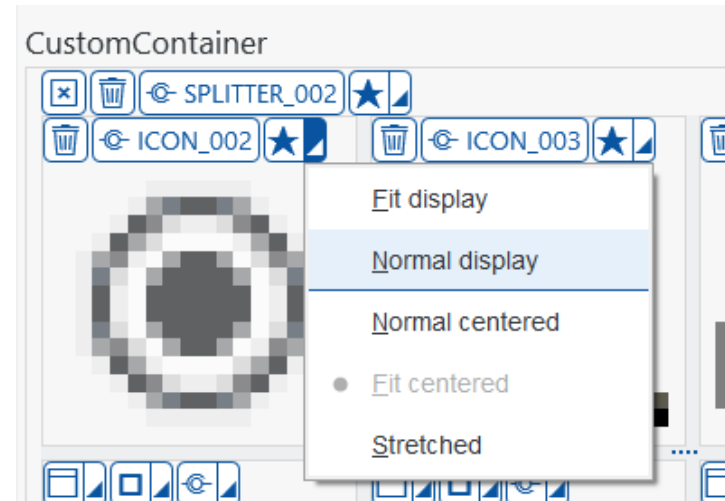 CustomContainer
SPLITTER_002
ICON_002 ICON_003
Fit display
Normal display
Normal centered
Fit centered
Stretched